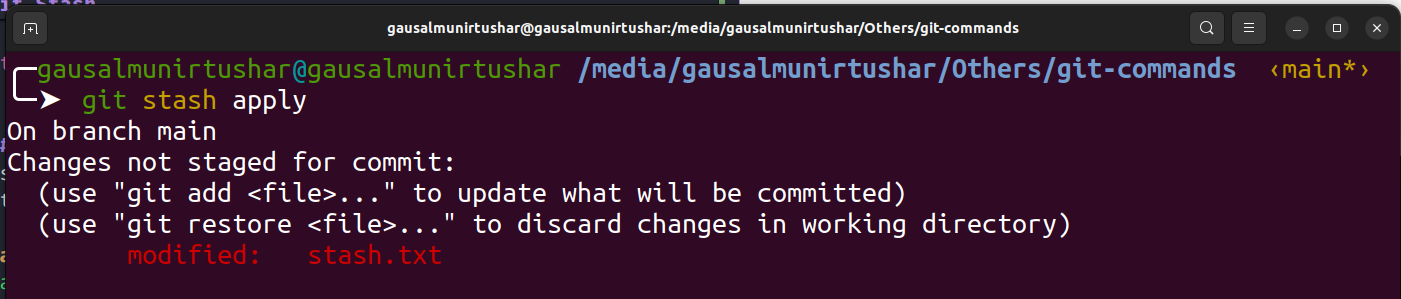 git Stash
gausalmunirtushar@gausalmunirtushar:/media/gausalmunirtushar/Others/git-commands
gausalmunirtushar@gausalmunirtushar /media/gausalmunirtushar/Others/git-commands ‹main*›
➤ git stash apply
On branch main
Changes not staged for commit:
(use "git add <file>..." to update what will be committed)
(use "git restore <file>..." to discard changes in working directory)
modified: stash.txt